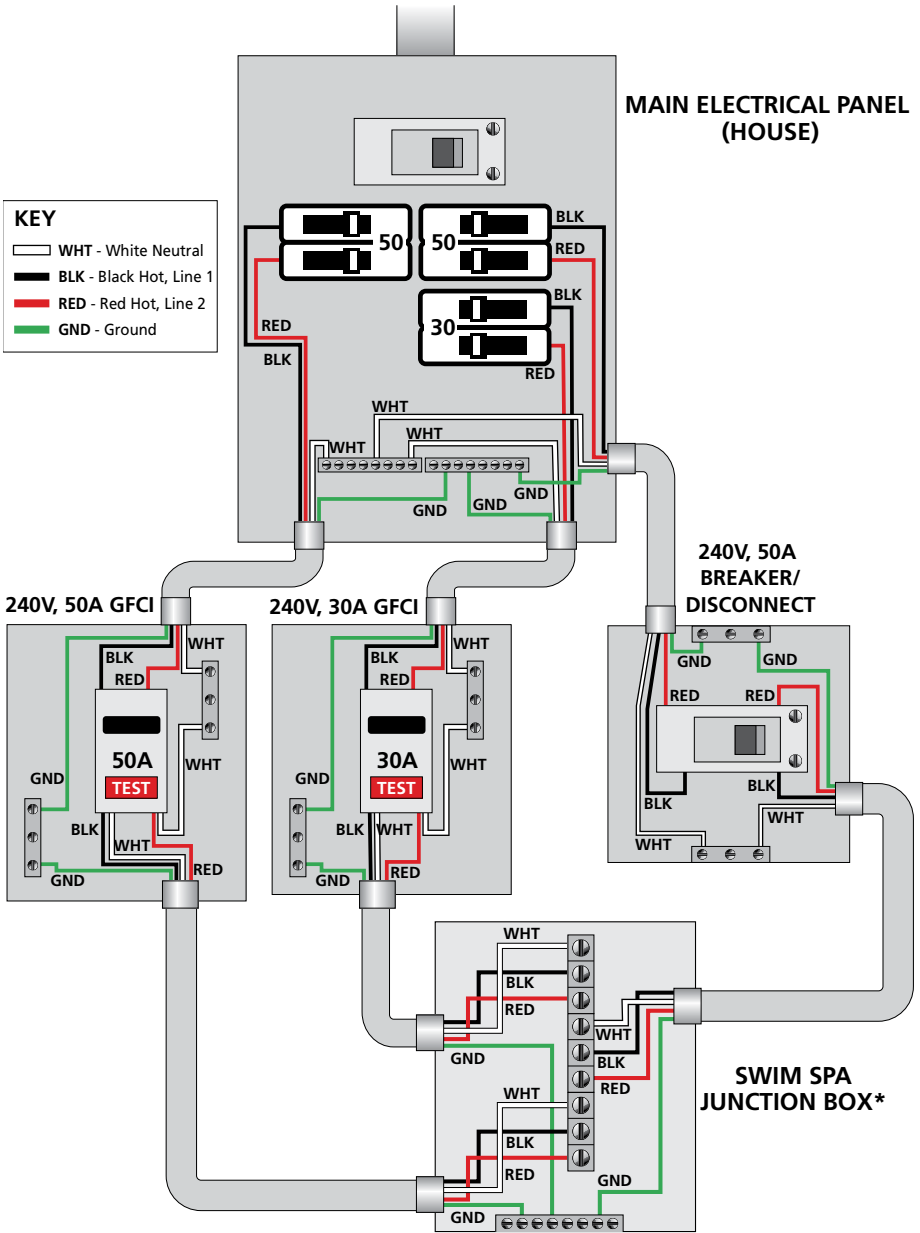 MAIN ELECTRICAL PANEL
(HOUSE)
KEY
WHT - White Neutral
BLK - Black Hot, Line 1
RED - Red Hot, Line 2
GND - Ground
50
50
BLK
RED
30
BLK
RED
RED
BLK
WHT
WHT
WHT
GND
GND
GND
240V, 50A GFCI
WHT
BLK
RED
50A
TEST
WHT
GND
BLK
WHT
GND
RED
240V, 30A GFCI
WHT
BLK
RED
30A
TEST
WHT
GND
BLK
WHT
GND
RED
240V, 50A
BREAKER/
DISCONNECT
GND
GND
RED
RED
BLK
BLK
WHT
WHT
WHT
BLK
RED
GND
WHT
BLK
RED
WHT
BLK
RED
GND
GND
SWIM SPA
JUNCTION BOX*